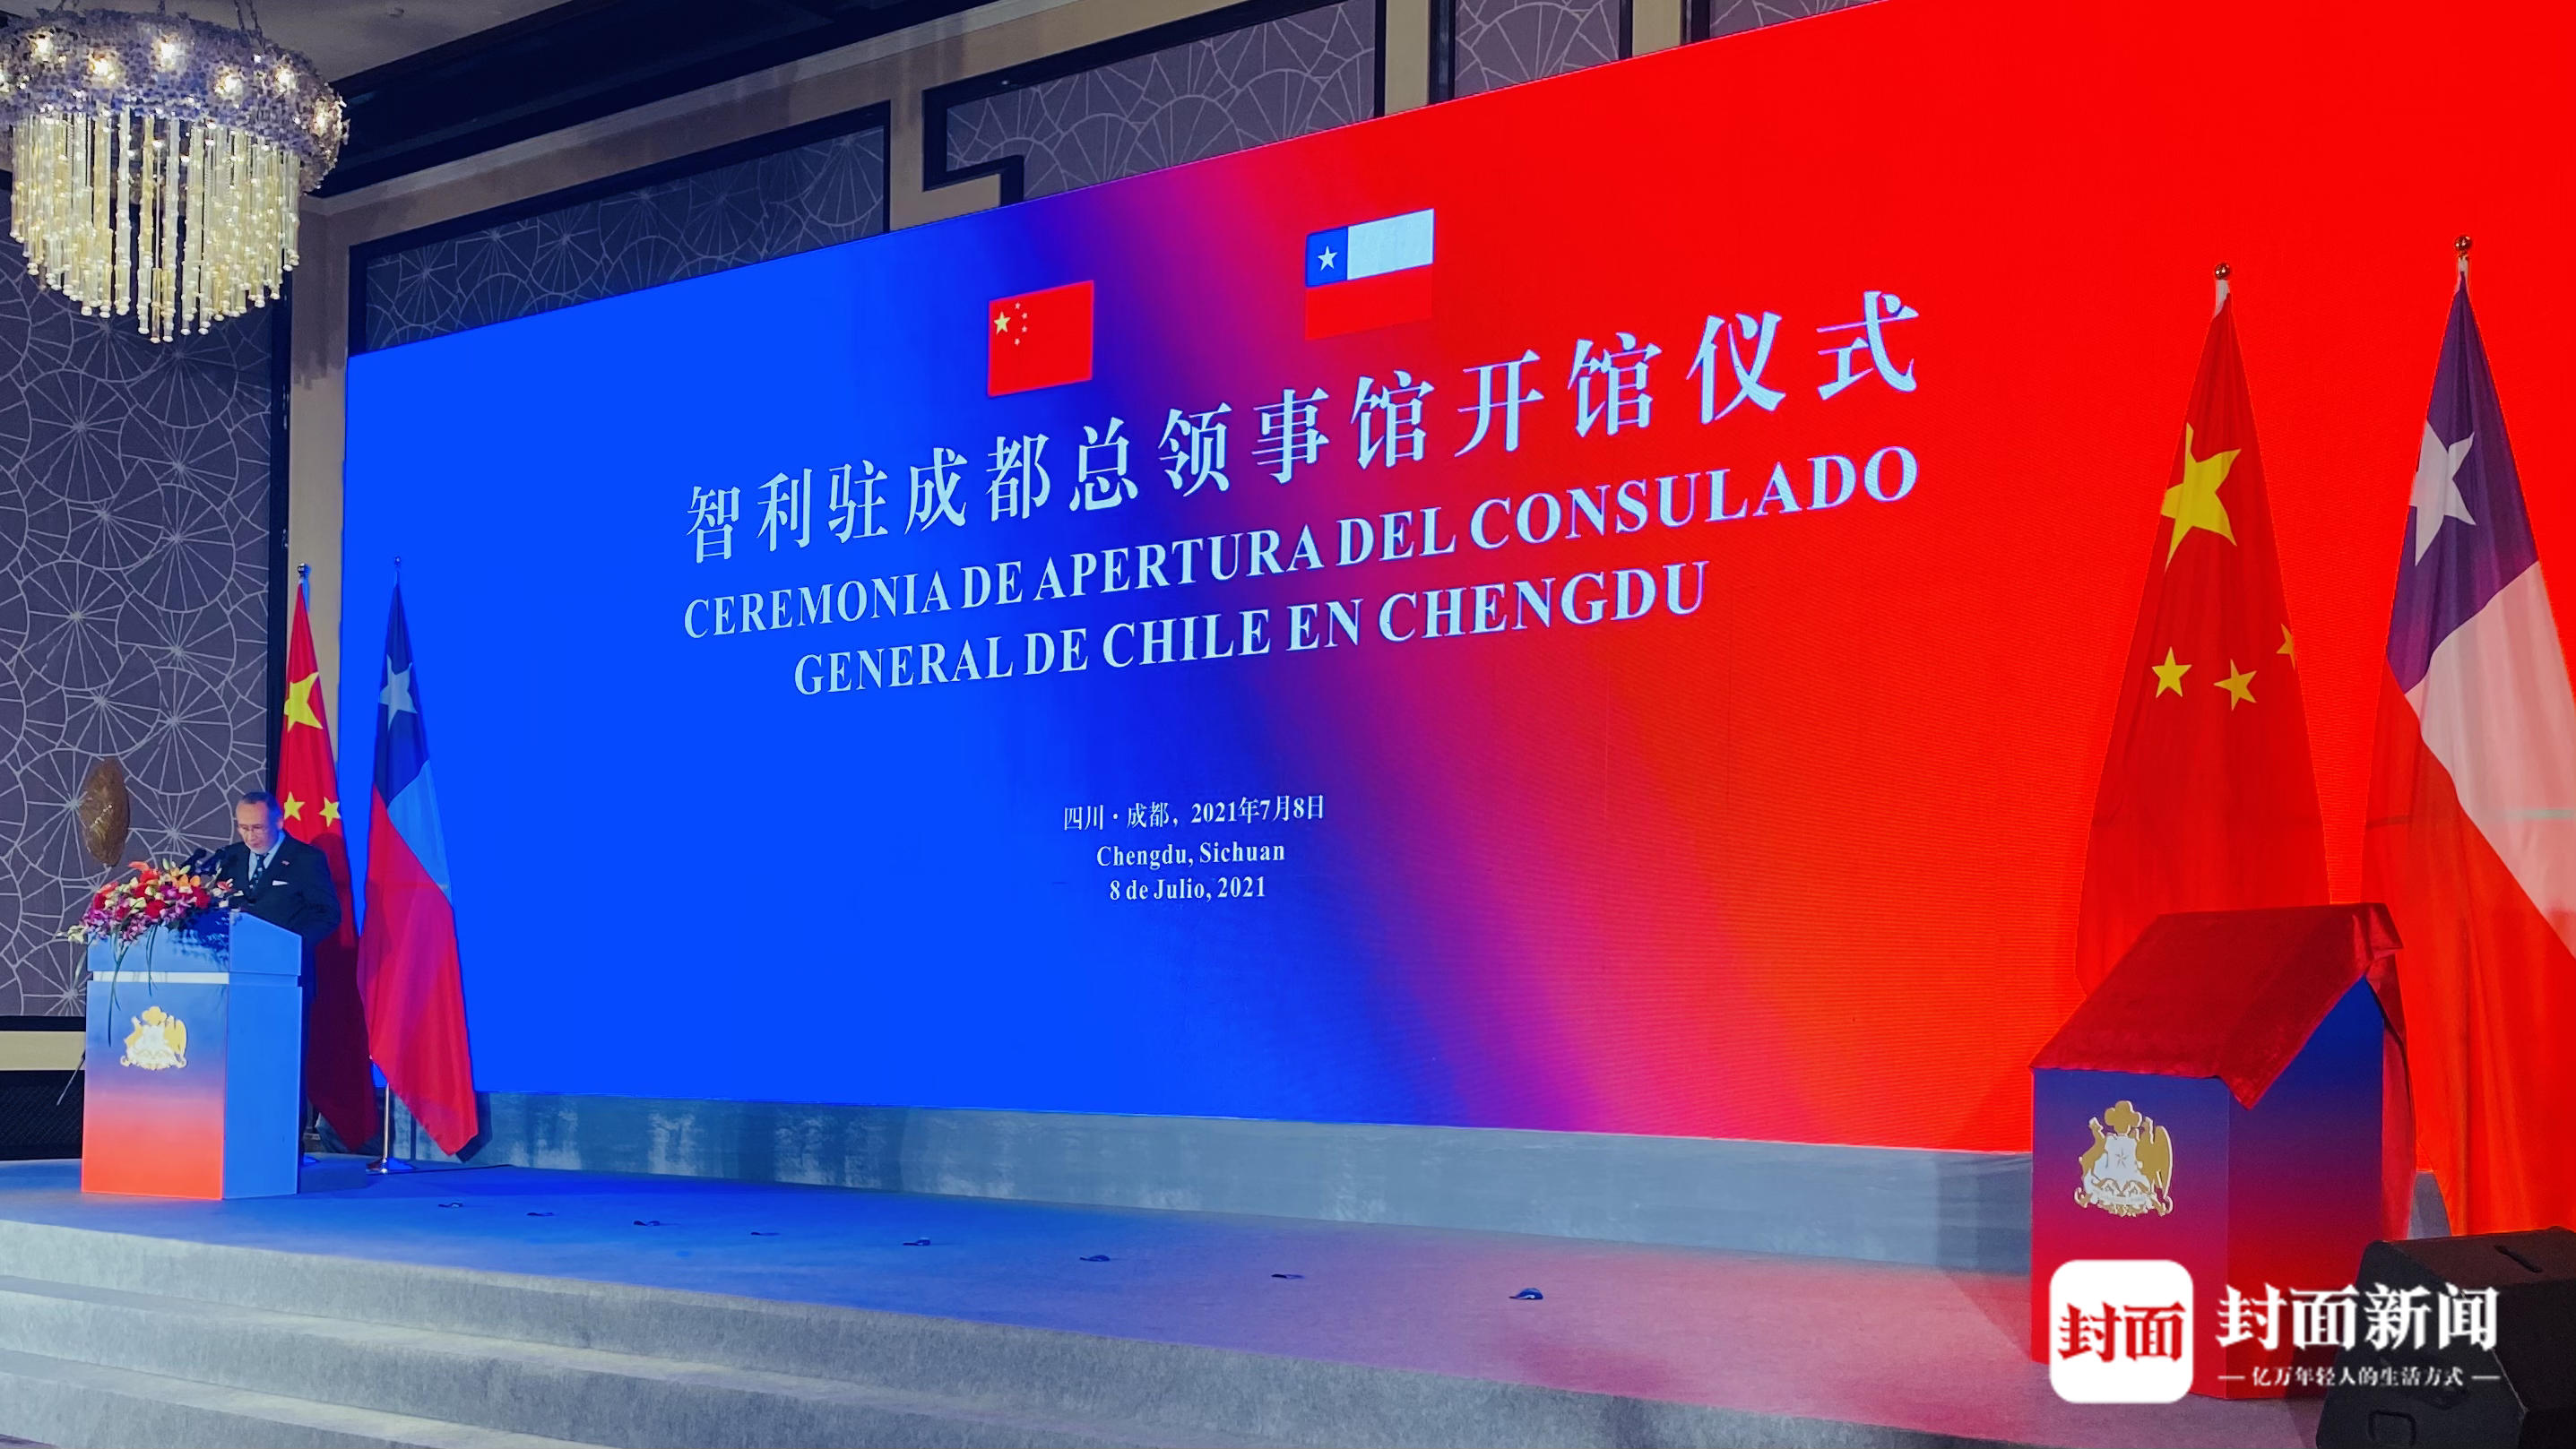 智利驻成都总领事馆开馆仪式
CEREMONIA DE APERTURA DEL CONSULADO
GENERAL DE CHILE EN CHENGDU
四川·成都，2021年7月8日
Chengdu, Sichuan
8 de Julio, 2021
封面
封面新闻
亿万年轻人的生活方式